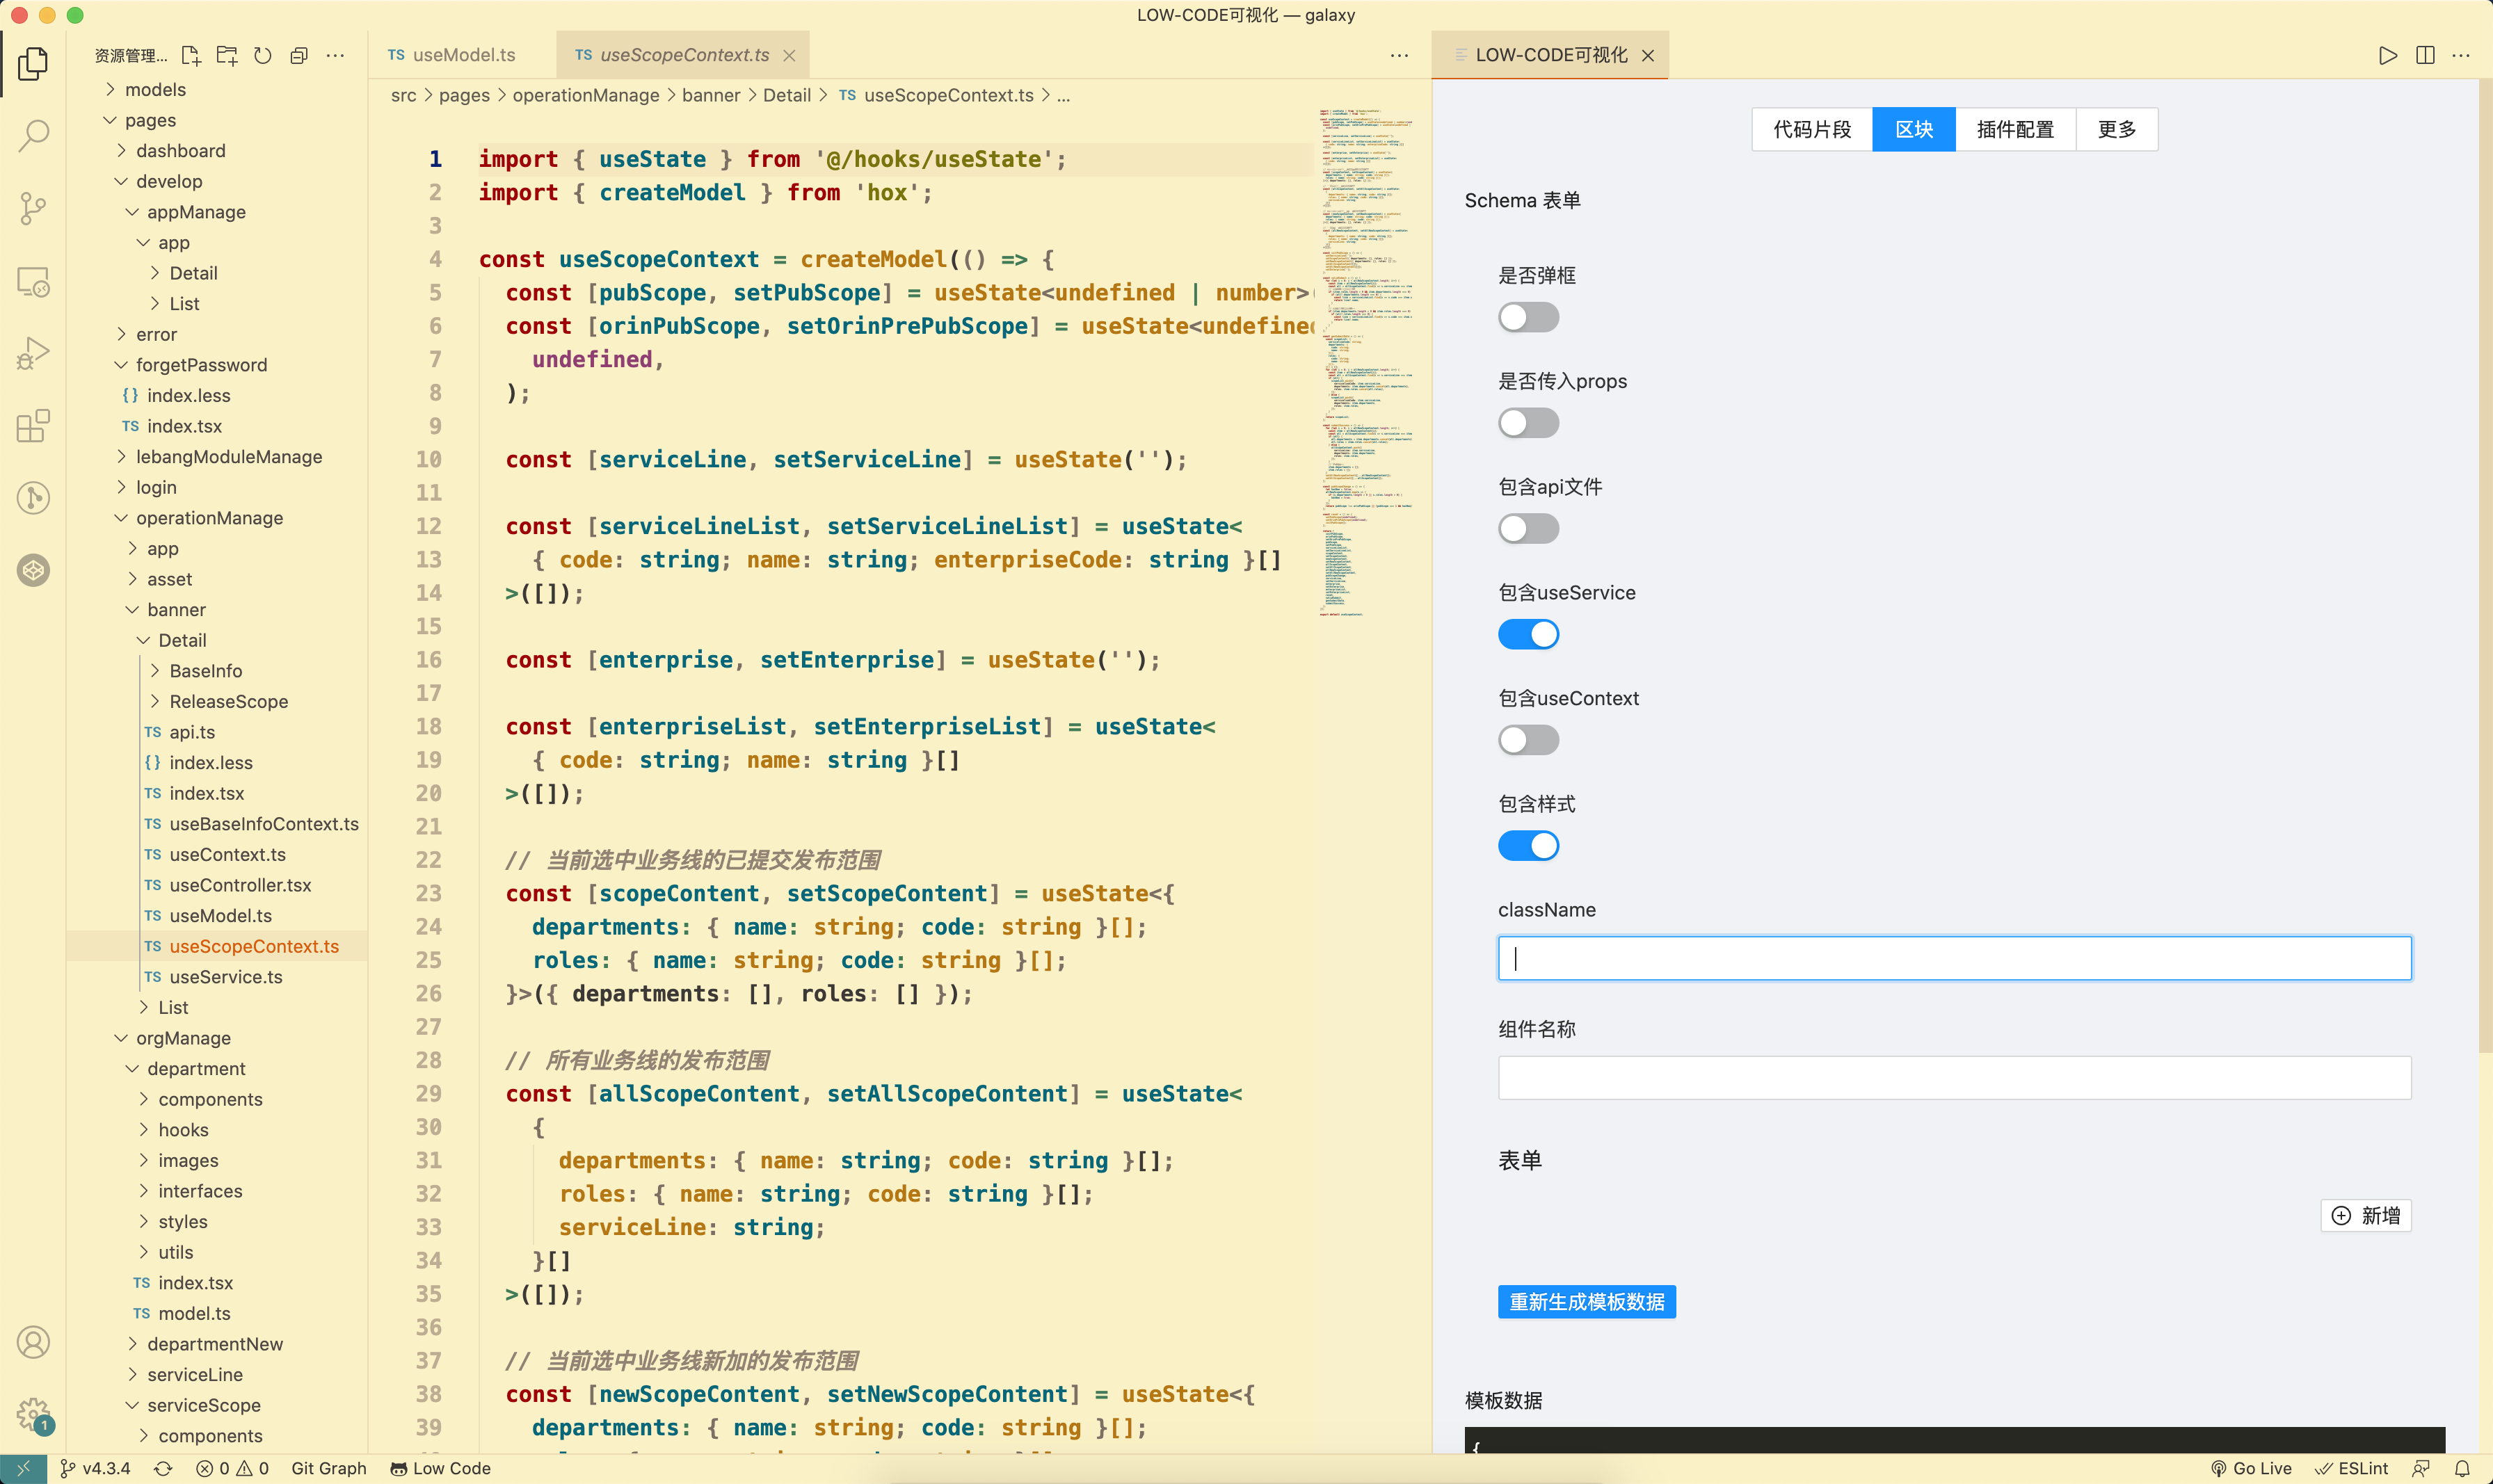 LOW-CODE可视化 — galaxy
资源管理...
models
pages
dashboard
develop
appManage
app
Detail
List
error
forgetPassword
{} index.less
TS index.tsx
lebangModuleManage
login
operationManage
app
asset
banner
Detail
BaseInfo
ReleaseScope
TS api.ts
{} index.less
TS index.tsx
TS useBaseInfoContext.ts
TS useContext.ts
TS useController.tsx
TS useModel.ts
TS useScopeContext.ts
TS useService.ts
List
orgManage
department
components
hooks
images
interfaces
styles
utils
TS index.tsx
TS model.ts
departmentNew
serviceLine
serviceScope
components
1
TS useModel.ts
TS useScopeContext.ts
src > pages > operationManage > banner > Detail > TS useScopeContext.ts > ...
1 import { useState } from '@/hooks/useState';
2 import { createModel } from 'hox';
3
4 const useScopeContext = createModel(() => {
5 const [pubScope, setPubScope] = useState<undefined | number>(
6 const [orinPubScope, setOrinPrePubScope] = useState<undefined
7 undefined,
8 );
9
10 const [serviceLine, setServiceLine] = useState('');
11
12 const [serviceLineList, setServiceLineList] = useState<
13 { code: string; name: string; enterpriseCode: string }[]
14 >([]);
15
16 const [enterprise, setEnterprise] = useState('');
17
18 const [enterpriseList, setEnterpriseList] = useState<
19 { code: string; name: string }[]
20 >([]);
21
22 // 当前选中业务线的已提交发布范围
23 const [scopeContent, setScopeContent] = useState<{
24 departments: { name: string; code: string }[];
25 roles: { name: string; code: string }[];
26 }>({ departments: [], roles: [] });
27
28 // 所有业务线的发布范围
29 const [allScopeContent, setAllScopeContent] = useState<
30 {
31 departments: { name: string; code: string }[];
32 roles: { name: string; code: string }[];
33 serviceLine: string;
34 }[]
35 >([]);
36
37 // 当前选中业务线新加的发布范围
38 const [newScopeContent, setNewScopeContent] = useState<{
39 departments: { name: string; code: string }[];
LOW-CODE可视化
代码片段 区块 插件配置 更多
Schema 表单
是否弹框
是否传入props
包含api文件
包含useService
包含useContext
包含样式
className
组件名称
表单
新增
重新生成模板数据
模板数据
{
v4.3.4 0 0 Git Graph Low Code Go Live ESLint